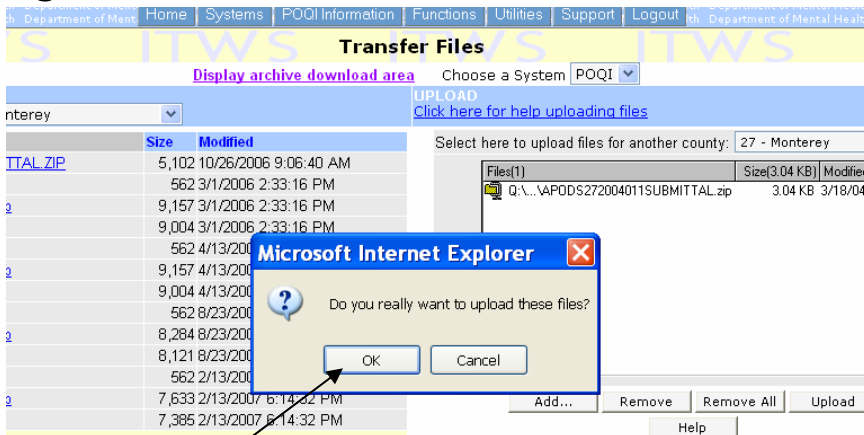 Department of Ment Home Systems POQI Information Functions Utilities Support Logout th Department of Mental Healt
ITWS ITWS
Transfer Files
Display archive download area Choose a System POQI
UPLOAD
nterey Click here for help uploading files
Size Modified Select here to upload files for another county: 27 - Monterey
TTAL.ZIP 5,102 10/26/2006 9:06:40 AM
Files(1) Size(3.04 KB) Modifie
562 3/1/2006 2:33:16 PM
Q:\...\APODS272004011SUBMITTAL.zip 3.04 KB 3/18/04
9,157 3/1/2006 2:33:16 PM
9,004 3/1/2006 2:33:16 PM
562 4/13/200
Microsoft Internet Explorer
9,157 4/13/200
9,004 4/13/200
Do you really want to upload these files?
562 8/23/200
8,284 8/23/200
8,121 8/23/200
OK Cancel
562 2/13/200
7,633 2/13/2007 6:14:32 PM
Add... Remove Remove All Upload
7,385 2/13/2007 6:14:32 PM
Help